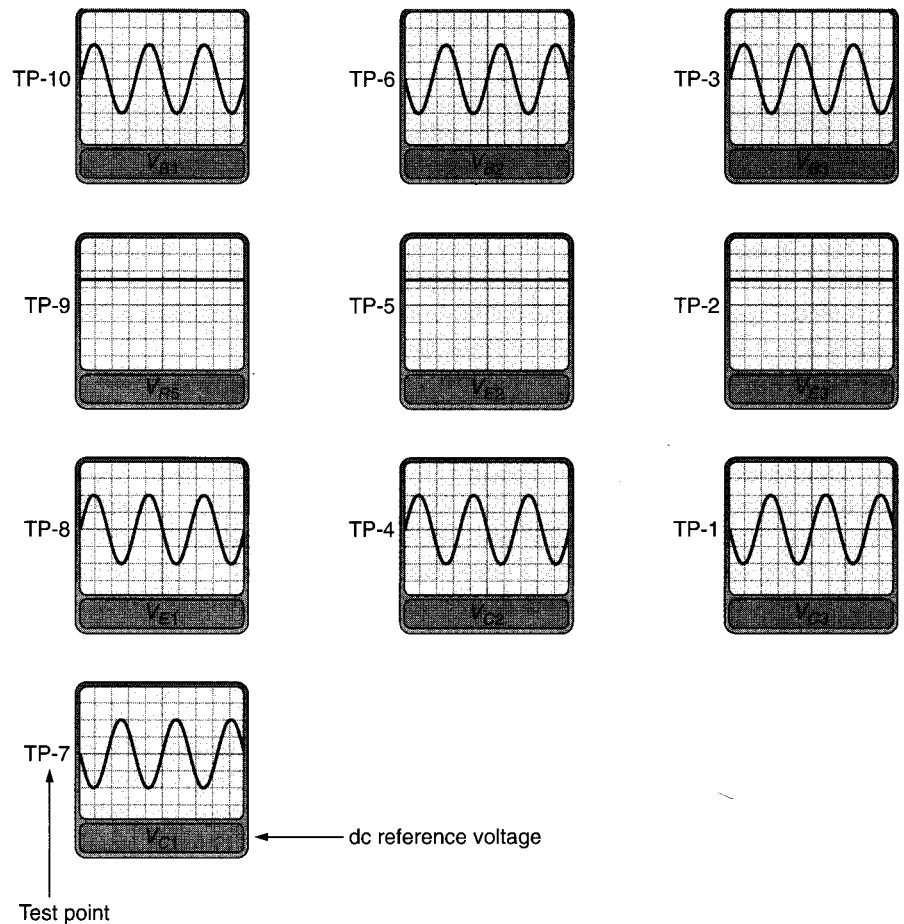 TP-10 TP-6 TP-3
V_B1 V_B2 V_B3
TP-9 TP-5 TP-2
V_R5 V_E2 V_E3
TP-8 TP-4 TP-1
V_E1 V_C2 V_C3
TP-7
V_C1
dc reference voltage
Test point